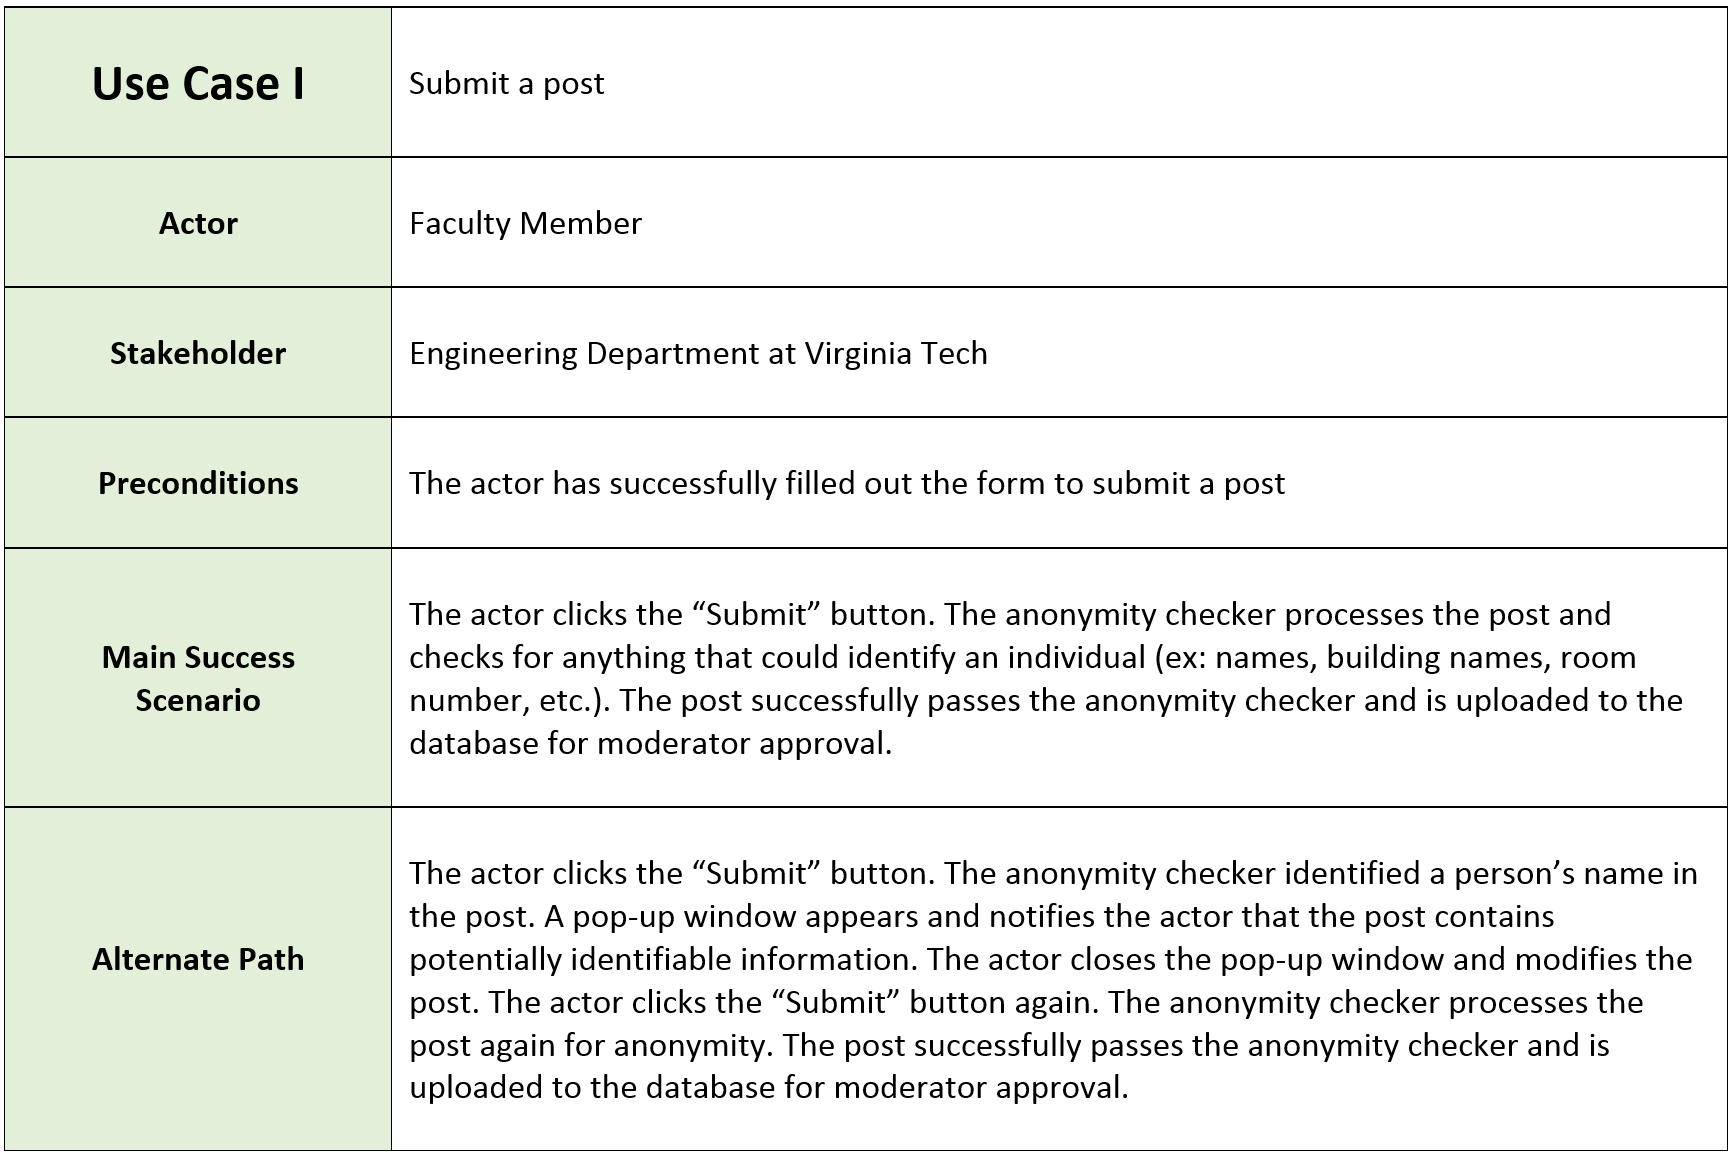 Use Case I
Submit a post
Actor
Faculty Member
Stakeholder
Engineering Department at Virginia Tech
Preconditions
The actor has successfully filled out the form to submit a post
Main Success
Scenario
The actor clicks the “Submit” button. The anonymity checker processes the post and
checks for anything that could identify an individual (ex: names, building names, room
number, etc.). The post successfully passes the anonymity checker and is uploaded to the
database for moderator approval.
Alternate Path
The actor clicks the “Submit” button. The anonymity checker identified a person’s name in
the post. A pop-up window appears and notifies the actor that the post contains
potentially identifiable information. The actor closes the pop-up window and modifies the
post. The actor clicks the “Submit” button again. The anonymity checker processes the
post again for anonymity. The post successfully passes the anonymity checker and is
uploaded to the database for moderator approval.